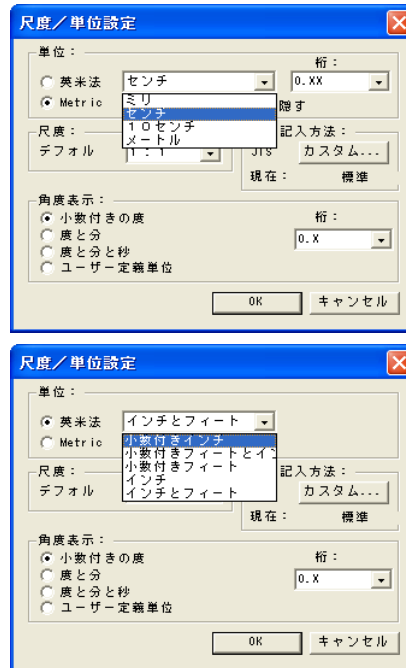 尺度／単位設定
単位：
桁：
英米法 センチ 0.XX
Metric ミリ 隠す
センチ
10センチ
メートル
尺度： 記入方法：
デフォル 1：1 JIS カスタム...
現在： 標準
角度表示：
小数付きの度 桁：
度と分 0.X
度と分と秒
ユーザー定義単位
OK キャンセル
尺度／単位設定
単位：
英米法 インチとフィート
Metric 小数付きインチ
小数付きフィートとイン
小数付きフィート
インチ
インチとフィート
尺度： 記入方法：
デフォル カスタム...
現在： 標準
角度表示：
小数付きの度 桁：
度と分 0.X
度と分と秒
ユーザー定義単位
OK キャンセル